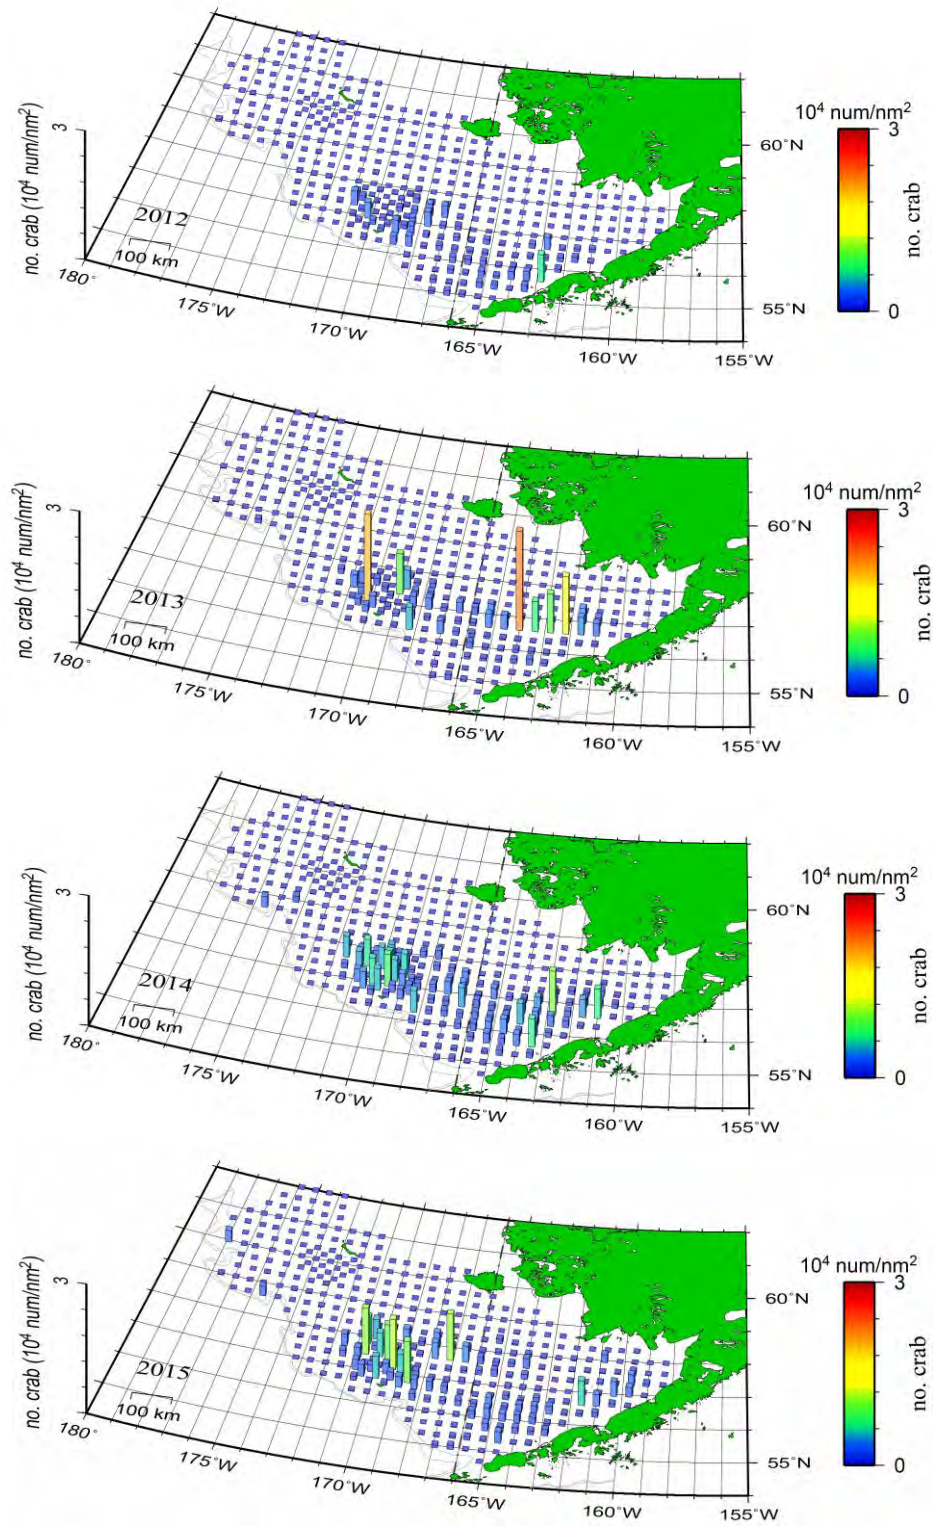 10⁴ num/nm²
3
no. crab
0
3
no. crab (10⁴ num/nm²)
2012
100 km
180°
175°W
170°W
165°W
160°W
155°W
60°N
55°N
10⁴ num/nm²
3
no. crab
0
3
no. crab (10⁴ num/nm²)
2013
100 km
180°
175°W
170°W
165°W
160°W
155°W
60°N
55°N
10⁴ num/nm²
3
no. crab
0
3
no. crab (10⁴ num/nm²)
2014
100 km
180°
175°W
170°W
165°W
160°W
155°W
60°N
55°N
10⁴ num/nm²
3
no. crab
0
3
no. crab (10⁴ num/nm²)
2015
100 km
180°
175°W
170°W
165°W
160°W
155°W
60°N
55°N